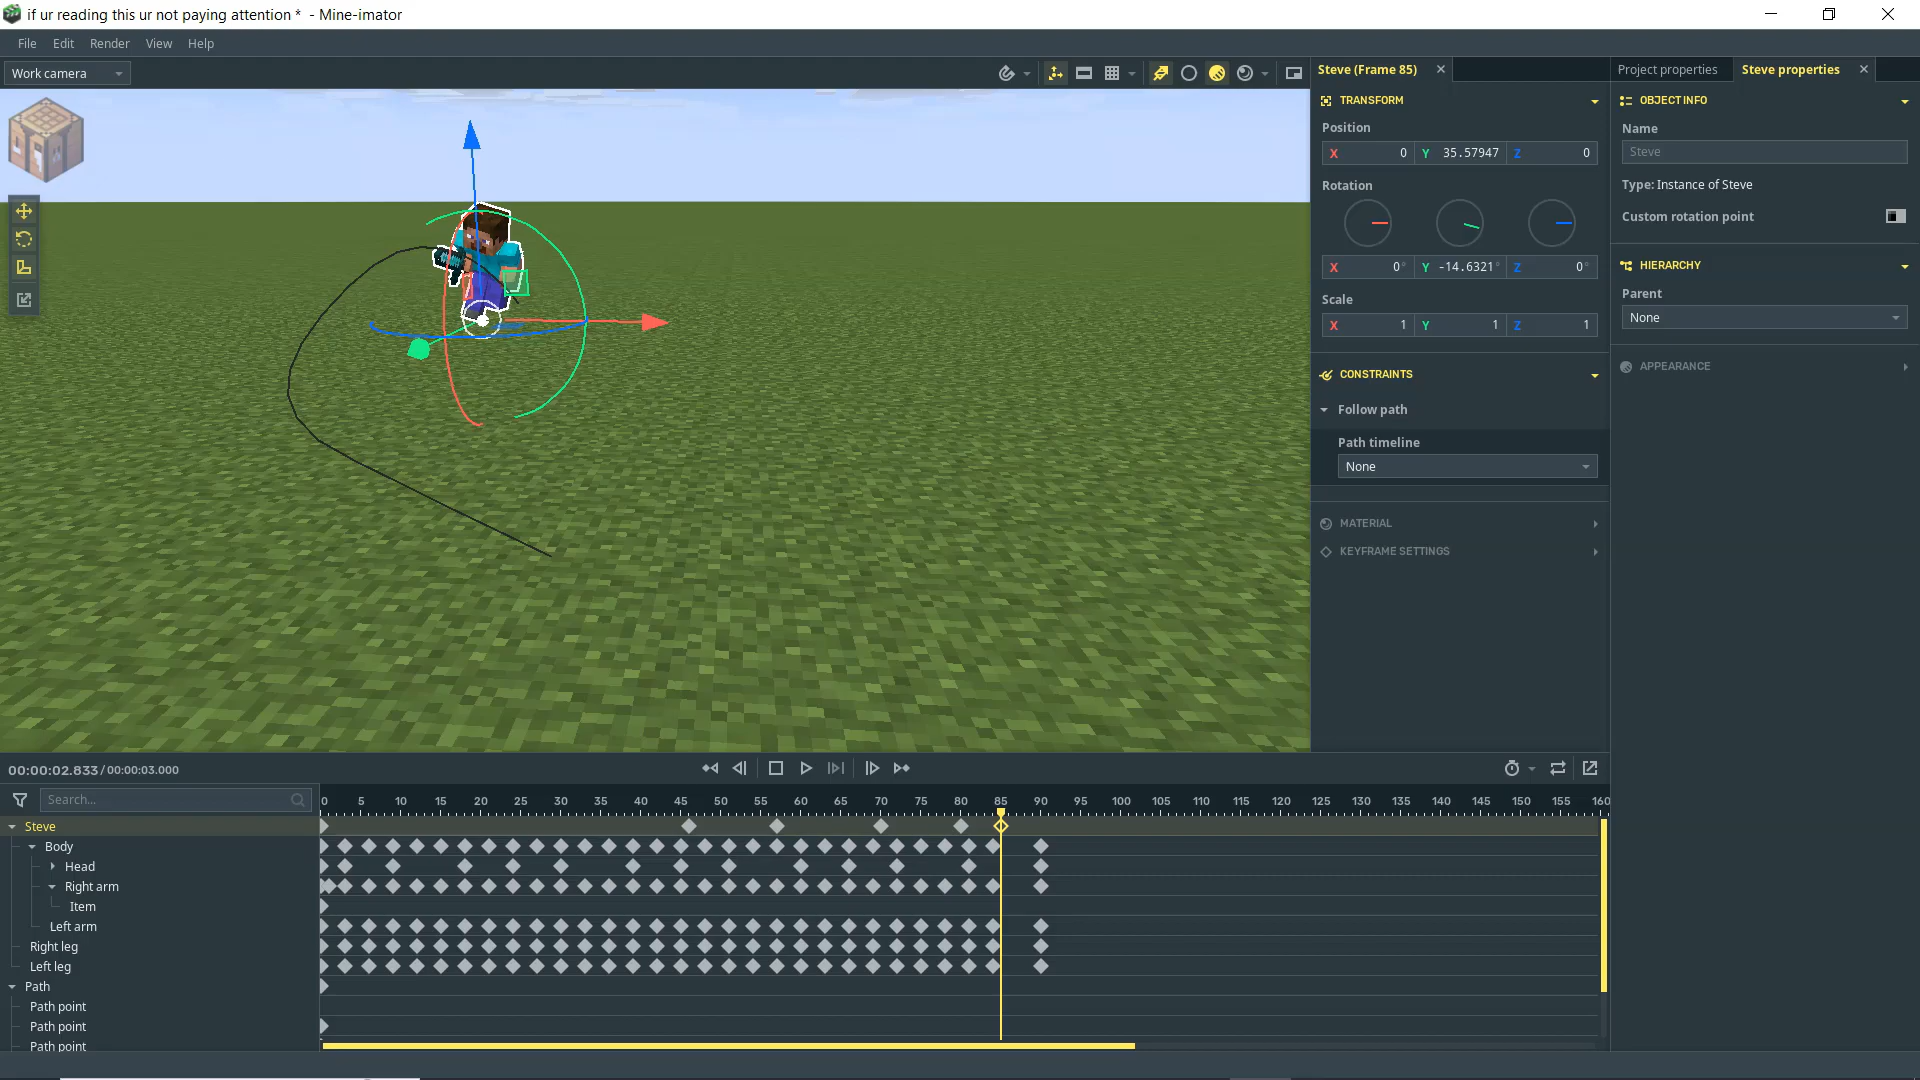 if ur reading this ur not paying attention * - Mine-imator
File Edit Render View Help
Work camera
Steve (Frame 85)
Project properties
Steve properties
TRANSFORM
Position
X 0 Y 35.57947 Z 0
Rotation
X 0° Y -14.6321° Z 0°
Scale
X 1 Y 1 Z 1
CONSTRAINTS
Follow path
Path timeline
None
MATERIAL
KEYFRAME SETTINGS
OBJECT INFO
Name
Steve
Type: Instance of Steve
Custom rotation point
HIERARCHY
Parent
None
APPEARANCE
00:00:02.833 / 00:00:03.000
Search...
0 5 10 15 20 25 30 35 40 45 50 55 60 65 70 75 80 85 90 95 100 105 110 115 120 125 130 135 140 145 150 155 160
Steve
Body
Head
Right arm
Item
Left arm
Right leg
Left leg
Path
Path point
Path point
Path point